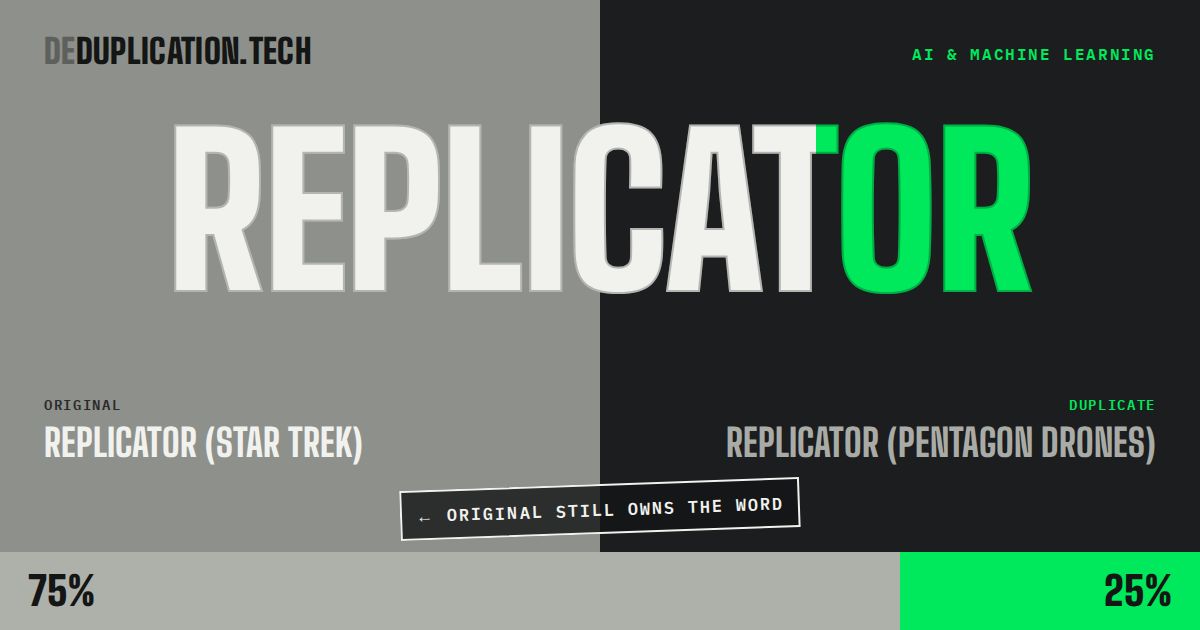 DEDUPLICATION.TECH
AI & MACHINE LEARNING
REPLICATOR
ORIGINAL
REPLICATOR (STAR TREK)
DUPLICATE
REPLICATOR (PENTAGON DRONES)
← ORIGINAL STILL OWNS THE WORD
75%
25%